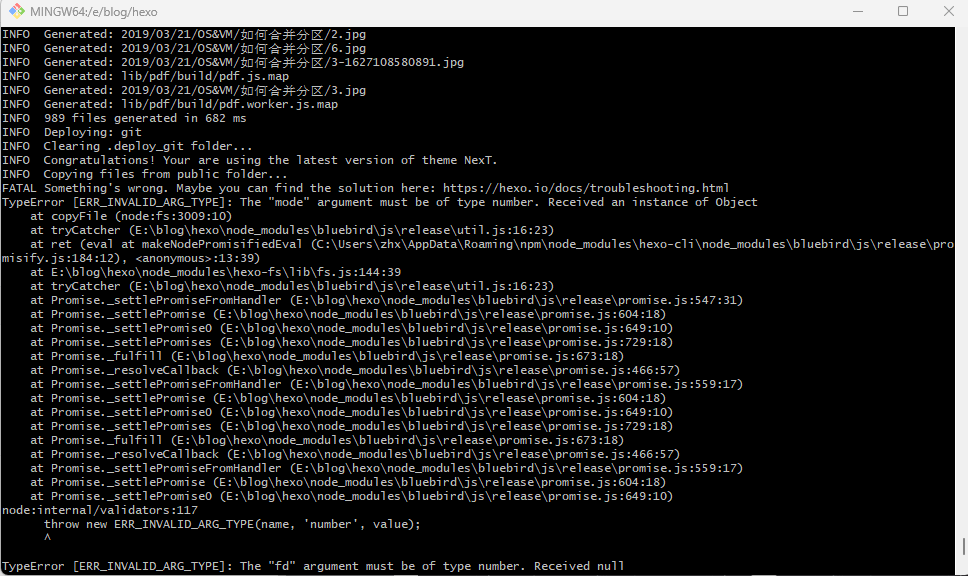 MINGW64:/e/blog/hexo
INFO  Generated: 2019/03/21/OS&VM/如何合并分区/2.jpg
INFO  Generated: 2019/03/21/OS&VM/如何合并分区/6.jpg
INFO  Generated: 2019/03/21/OS&VM/如何合并分区/3-1627108580891.jpg
INFO  Generated: lib/pdf/build/pdf.js.map
INFO  Generated: 2019/03/21/OS&VM/如何合并分区/3.jpg
INFO  Generated: lib/pdf/build/pdf.worker.js.map
INFO  989 files generated in 682 ms
INFO  Deploying: git
INFO  Clearing .deploy_git folder...
INFO  Congratulations! Your are using the latest version of theme NexT.
INFO  Copying files from public folder...
FATAL Something's wrong. Maybe you can find the solution here: https://hexo.io/docs/troubleshooting.html
TypeError [ERR_INVALID_ARG_TYPE]: The "mode" argument must be of type number. Received an instance of Object
    at copyFile (node:fs:3009:10)
    at tryCatcher (E:\blog\hexo\node_modules\bluebird\js\release\util.js:16:23)
    at ret (eval at makeNodePromisifiedEval (C:\Users\zhx\AppData\Roaming\npm\node_modules\hexo-cli\node_modules\bluebird\js\release\pro
misify.js:184:12), <anonymous>:13:39)
    at E:\blog\hexo\node_modules\hexo-fs\lib\fs.js:144:39
    at tryCatcher (E:\blog\hexo\node_modules\bluebird\js\release\util.js:16:23)
    at Promise._settlePromiseFromHandler (E:\blog\hexo\node_modules\bluebird\js\release\promise.js:547:31)
    at Promise._settlePromise (E:\blog\hexo\node_modules\bluebird\js\release\promise.js:604:18)
    at Promise._settlePromise0 (E:\blog\hexo\node_modules\bluebird\js\release\promise.js:649:10)
    at Promise._settlePromises (E:\blog\hexo\node_modules\bluebird\js\release\promise.js:729:18)
    at Promise._fulfill (E:\blog\hexo\node_modules\bluebird\js\release\promise.js:673:18)
    at Promise._resolveCallback (E:\blog\hexo\node_modules\bluebird\js\release\promise.js:466:57)
    at Promise._settlePromiseFromHandler (E:\blog\hexo\node_modules\bluebird\js\release\promise.js:559:17)
    at Promise._settlePromise (E:\blog\hexo\node_modules\bluebird\js\release\promise.js:604:18)
    at Promise._settlePromise0 (E:\blog\hexo\node_modules\bluebird\js\release\promise.js:649:10)
    at Promise._settlePromises (E:\blog\hexo\node_modules\bluebird\js\release\promise.js:729:18)
    at Promise._fulfill (E:\blog\hexo\node_modules\bluebird\js\release\promise.js:673:18)
    at Promise._resolveCallback (E:\blog\hexo\node_modules\bluebird\js\release\promise.js:466:57)
    at Promise._settlePromiseFromHandler (E:\blog\hexo\node_modules\bluebird\js\release\promise.js:559:17)
    at Promise._settlePromise (E:\blog\hexo\node_modules\bluebird\js\release\promise.js:604:18)
    at Promise._settlePromise0 (E:\blog\hexo\node_modules\bluebird\js\release\promise.js:649:10)
node:internal/validators:117
      throw new ERR_INVALID_ARG_TYPE(name, 'number', value);
      ^
TypeError [ERR_INVALID_ARG_TYPE]: The "fd" argument must be of type number. Received null